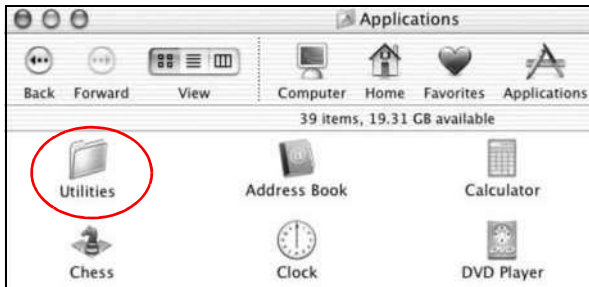 Applications
Back Forward View Computer Home Favorites Applications
39 items, 19.31 GB available
Utilities Address Book Calculator
Chess Clock DVD Player